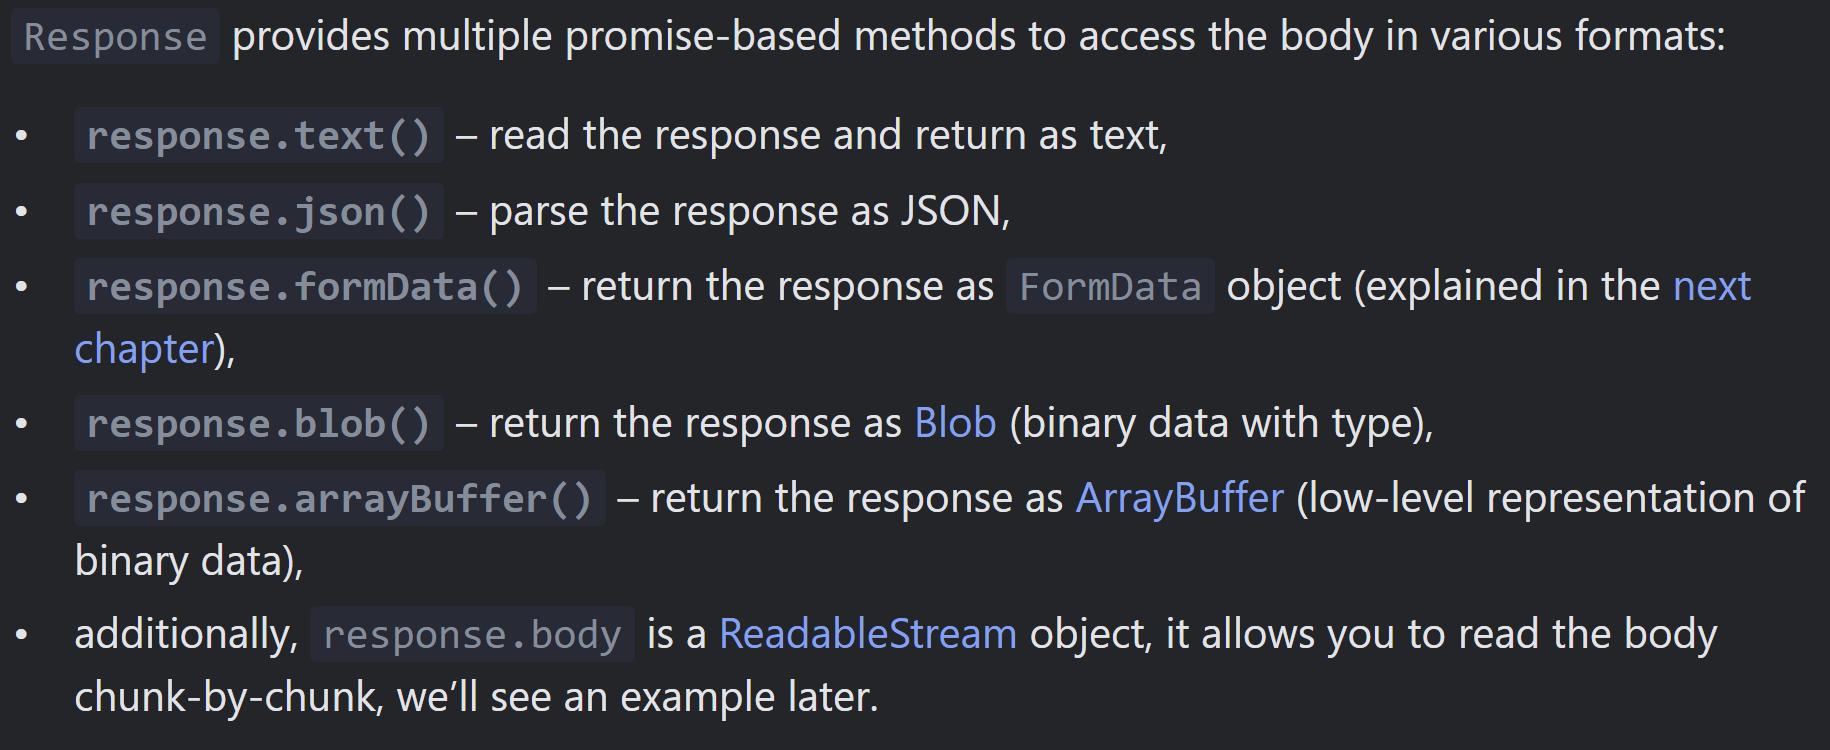 Response provides multiple promise-based methods to access the body in various formats:
• response.text() – read the response and return as text,
• response.json() – parse the response as JSON,
• response.formData() – return the response as FormData object (explained in the next
chapter),
• response.blob() – return the response as Blob (binary data with type),
• response.arrayBuffer() – return the response as ArrayBuffer (low-level representation of
binary data),
• additionally, response.body is a ReadableStream object, it allows you to read the body
chunk-by-chunk, we’ll see an example later.